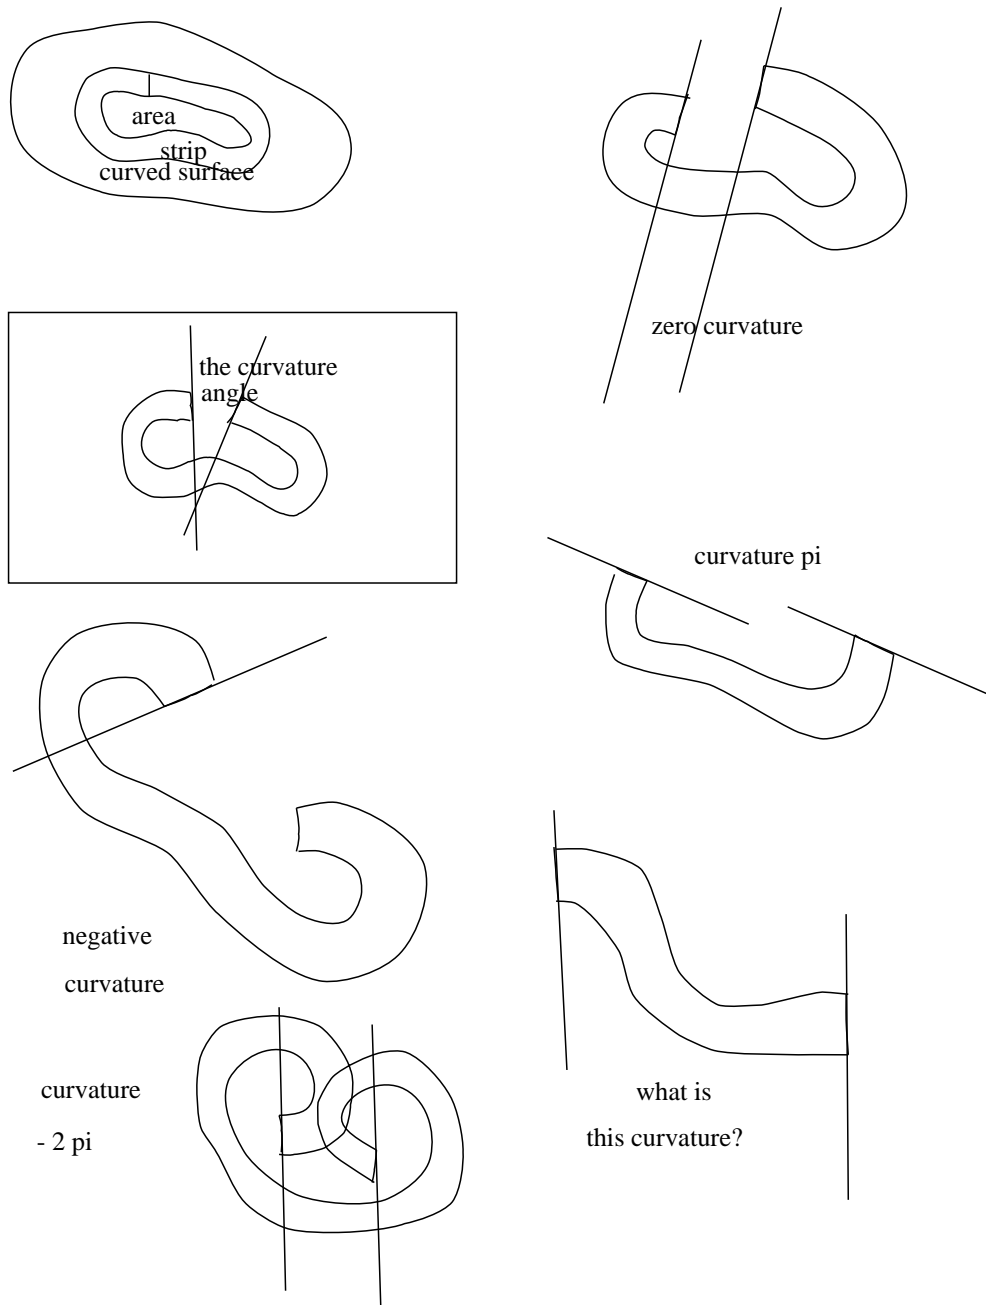 area
strip
curved surface
zero curvature
the curvature
angle
curvature pi
negative
curvature
curvature
- 2 pi
what is
this curvature?